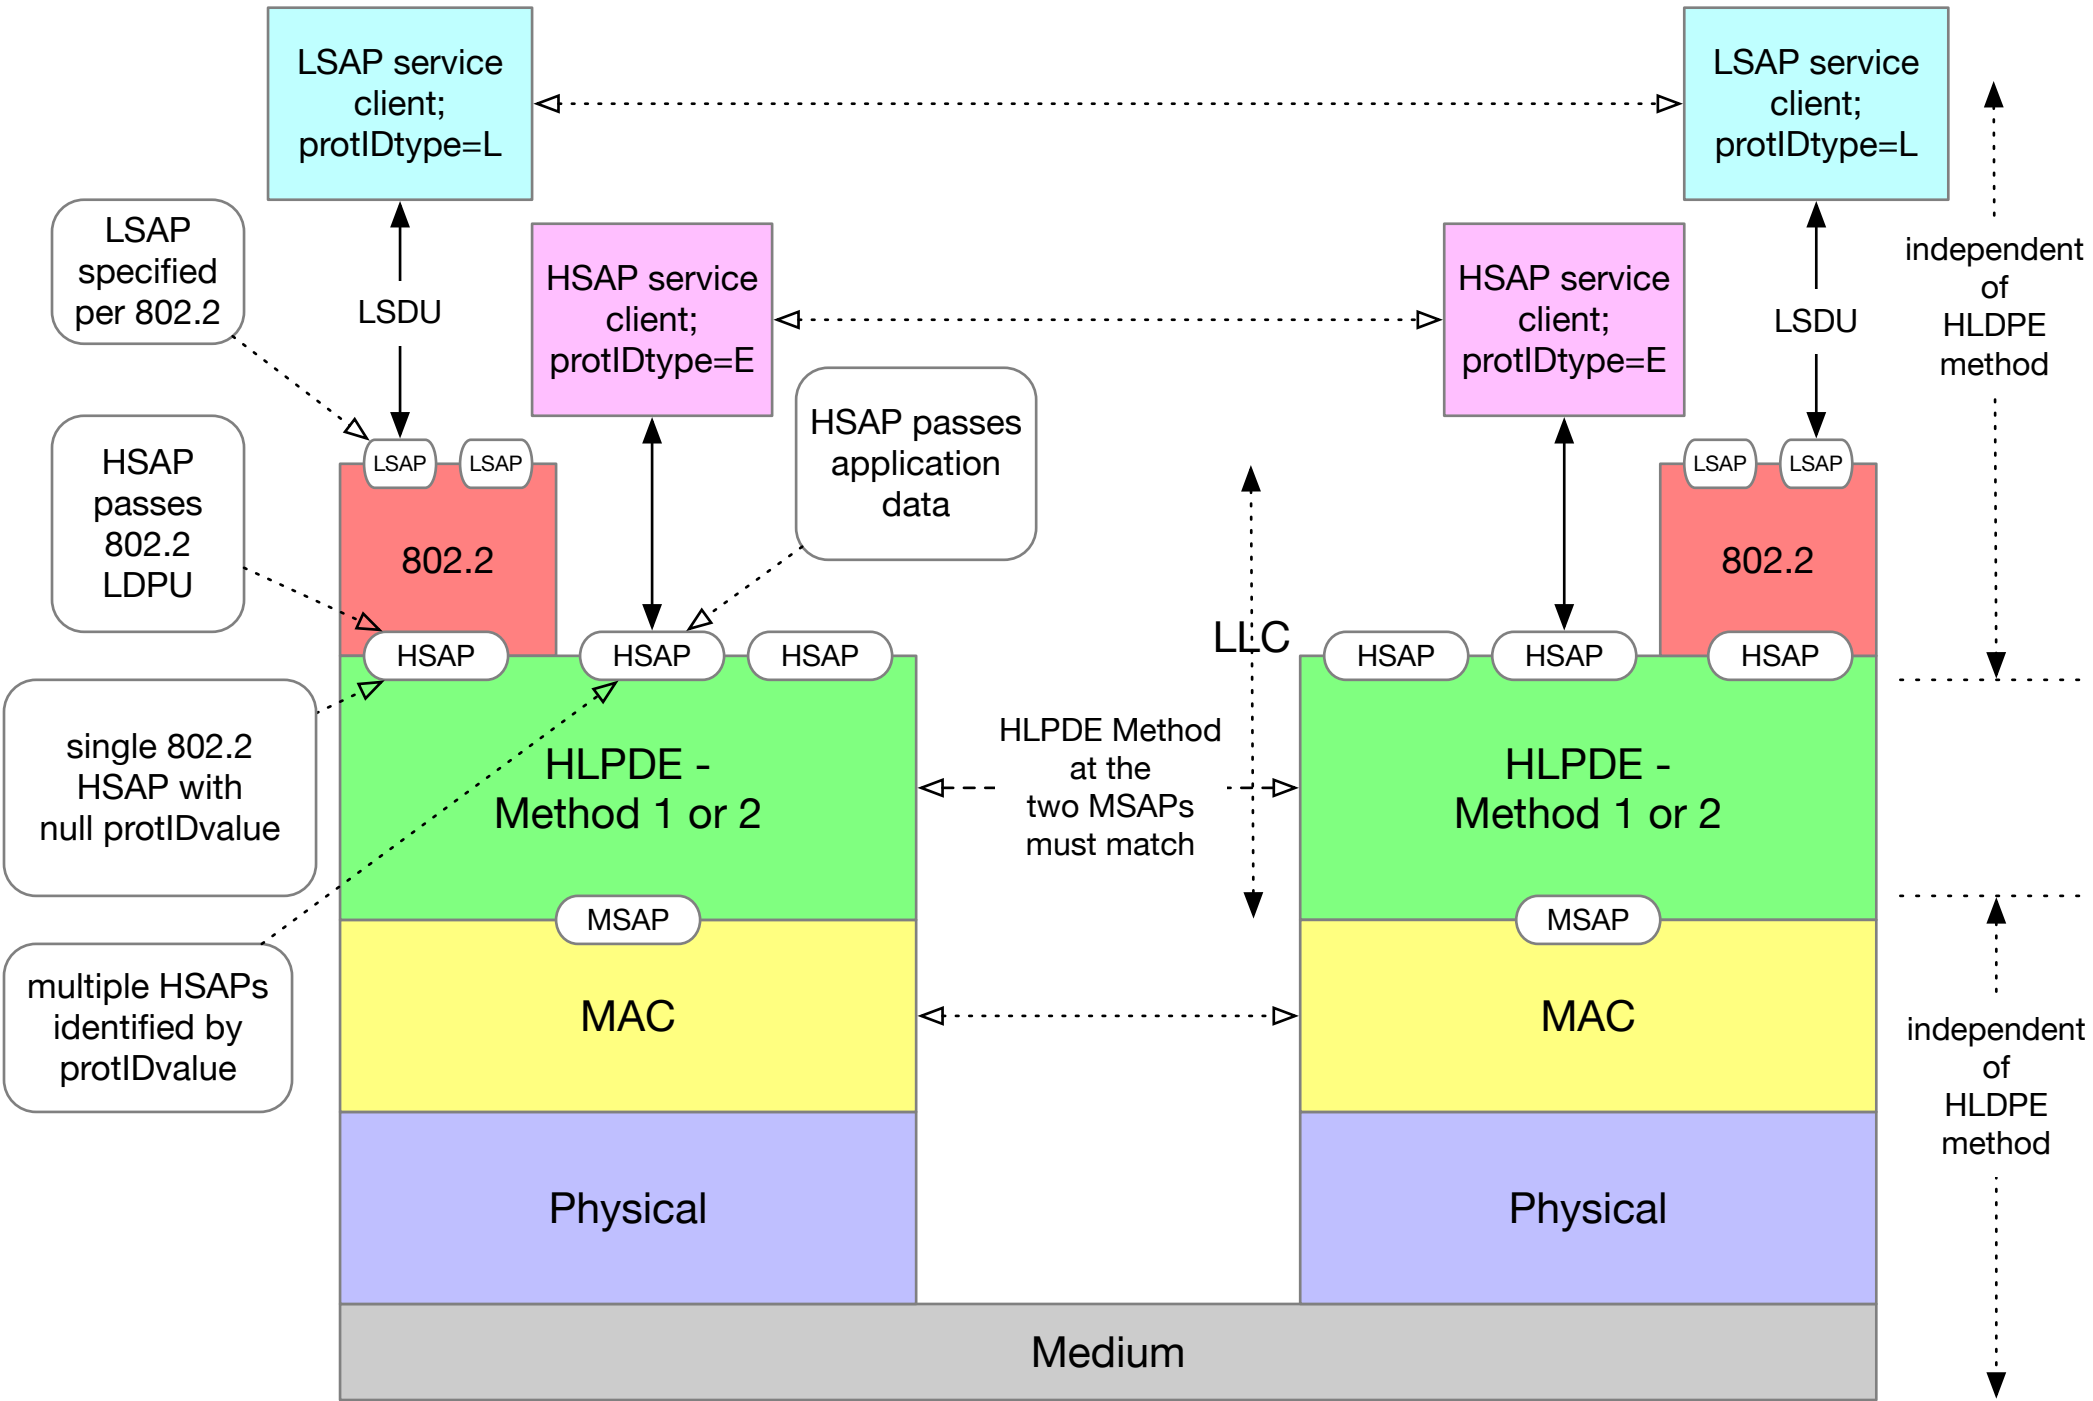 LSAP service
client;
protIDtype=L
LSAP service
client;
protIDtype=L
LSAP
specified
per 802.2
LSDU
HSAP service
client;
protIDtype=E
HSAP service
client;
protIDtype=E
LSDU
independent
of
HLDPE
method
HSAP
passes
802.2
LDPU
HSAP passes
application
data
LSAP
LSAP
LSAP
LSAP
802.2
802.2
HSAP
HSAP
HSAP
LLC
HSAP
HSAP
HSAP
single 802.2
HSAP with
null protIDvalue
HLPDE -
Method 1 or 2
HLPDE Method
at the
two MSAPs
must match
HLPDE -
Method 1 or 2
MSAP
MSAP
multiple HSAPs
identified by
protIDvalue
MAC
MAC
independent
of
HLDPE
method
Physical
Physical
Medium